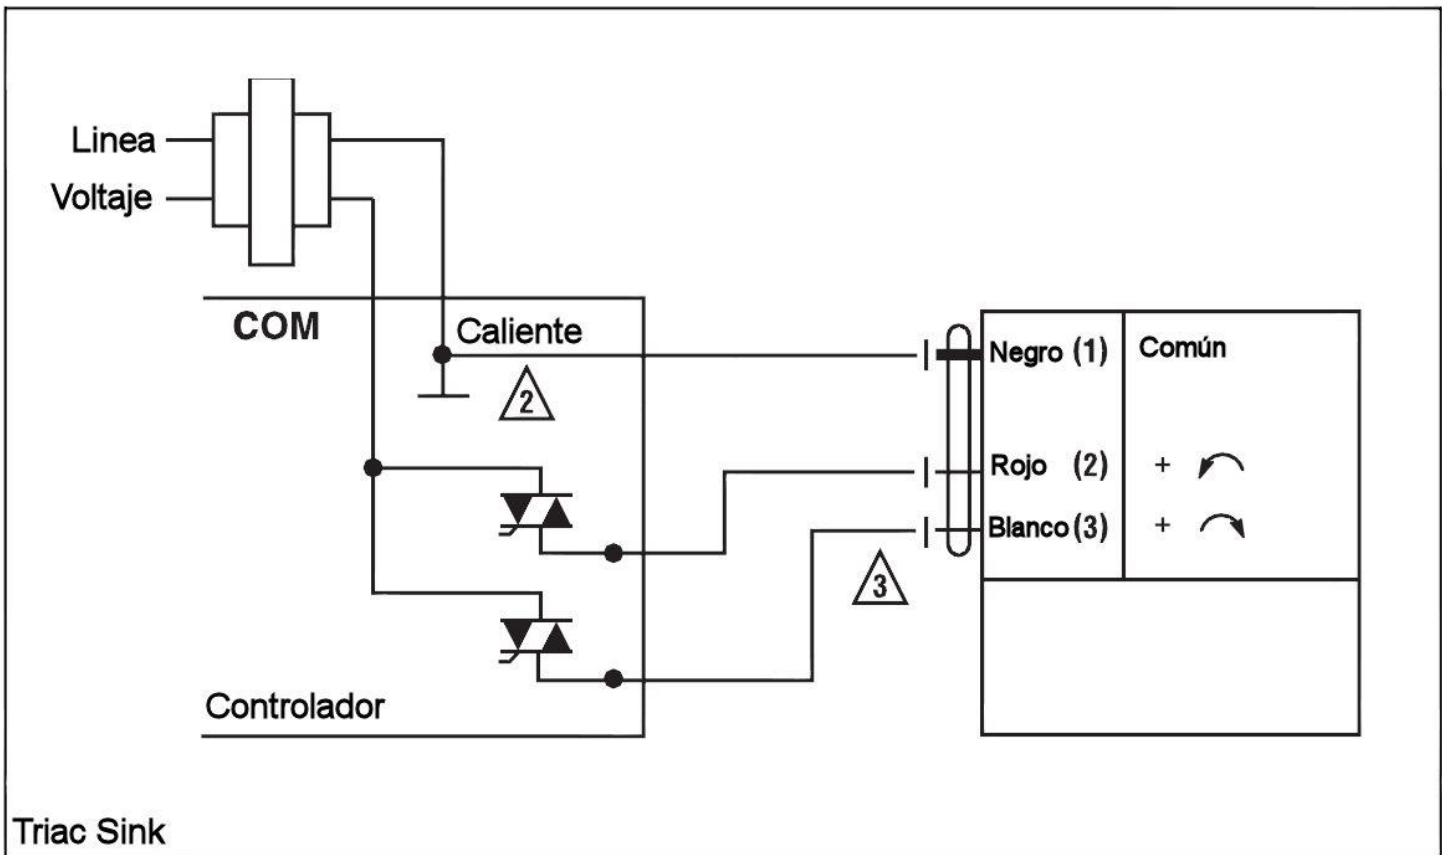 Linea
Voltaje
COM
Caliente
2
Negro (1) Común
Rojo (2) +
Blanco (3) +
3
Controlador
Triac Sink